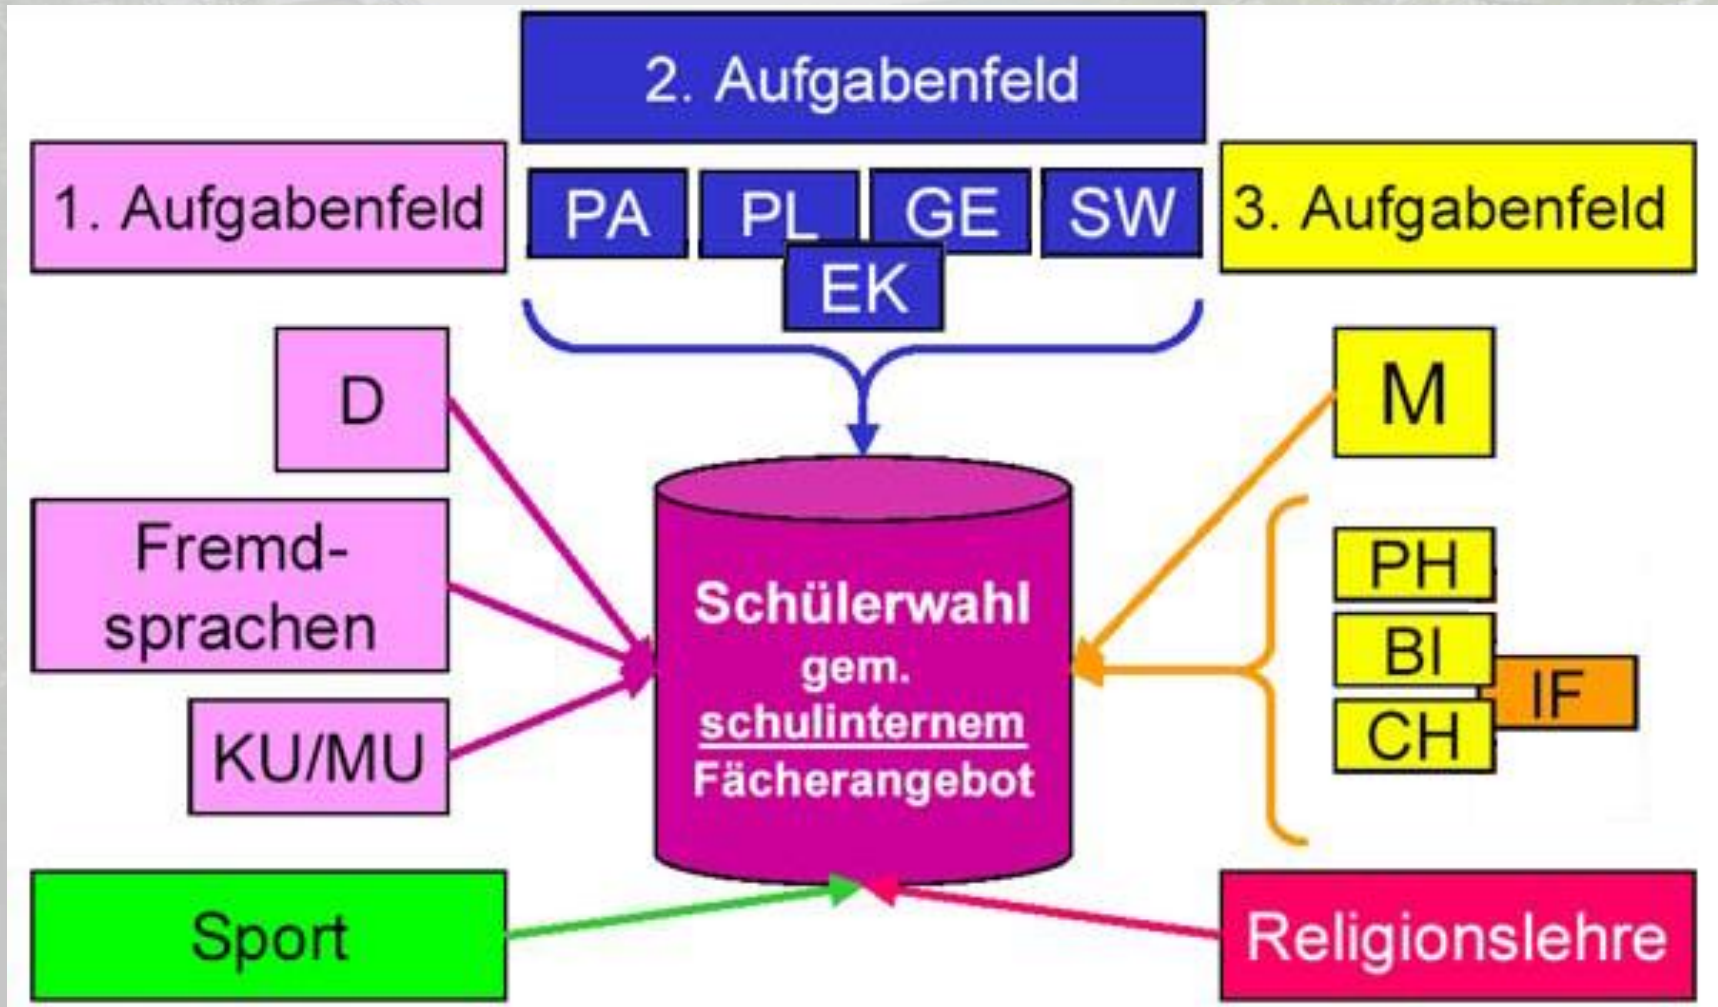 2. Aufgabenfeld
1. Aufgabenfeld
PA
PL
GE
SW
3. Aufgabenfeld
EK
D
M
Fremd-
sprachen
PH
BI
IF
CH
KU/MU
Schülerwahl
gem.
schulinternem
Fächerangebot
Sport
Religionslehre